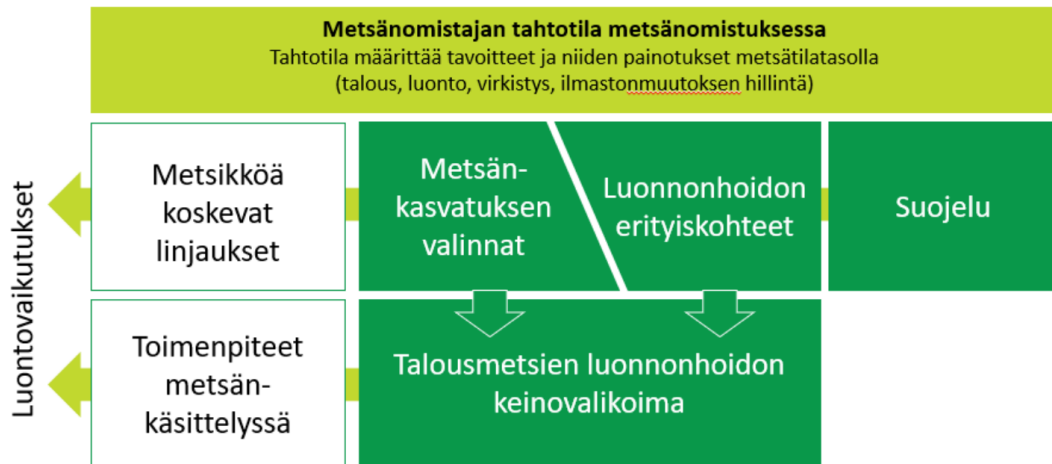 Metsänomistajan tahtotila metsänomistuksessa
Tahtotila määrittää tavoitteet ja niiden painotukset metsätilatasolla
(talous, luonto, virkistys, ilmastonmuutoksen hillintä)
Luontovaikutukset
Metsikköä
koskevat
linjaukset
Metsän-
kasvatuksen
valinnat
Luonnonhoidon
erityiskohteet
Suojelu
Toimenpiteet
metsän-
käsittelyssä
Talousmetsien luonnonhoidon
keinovalikoima